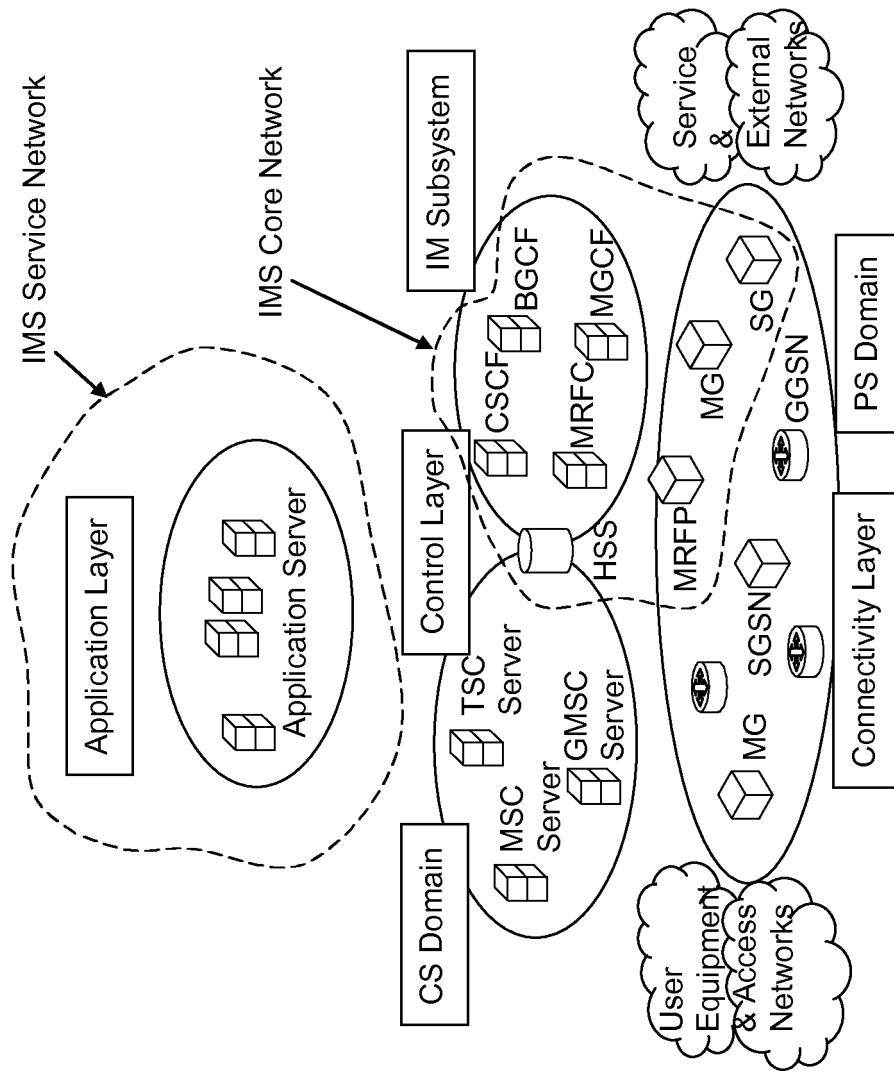 IMS Service Network
IMS Core Network
Application Layer
Application Server
CS Domain
Control Layer
IM Subsystem
TSC
Server
MSC
Server
GMSC
Server
HSS
CSCF
BGCF
MRFC
MGCF
User
Equipment
& Access
Networks
MG
SGSN
MRFP
MG
SG
GGSN
Service
&
External
Networks
Connectivity Layer
PS Domain